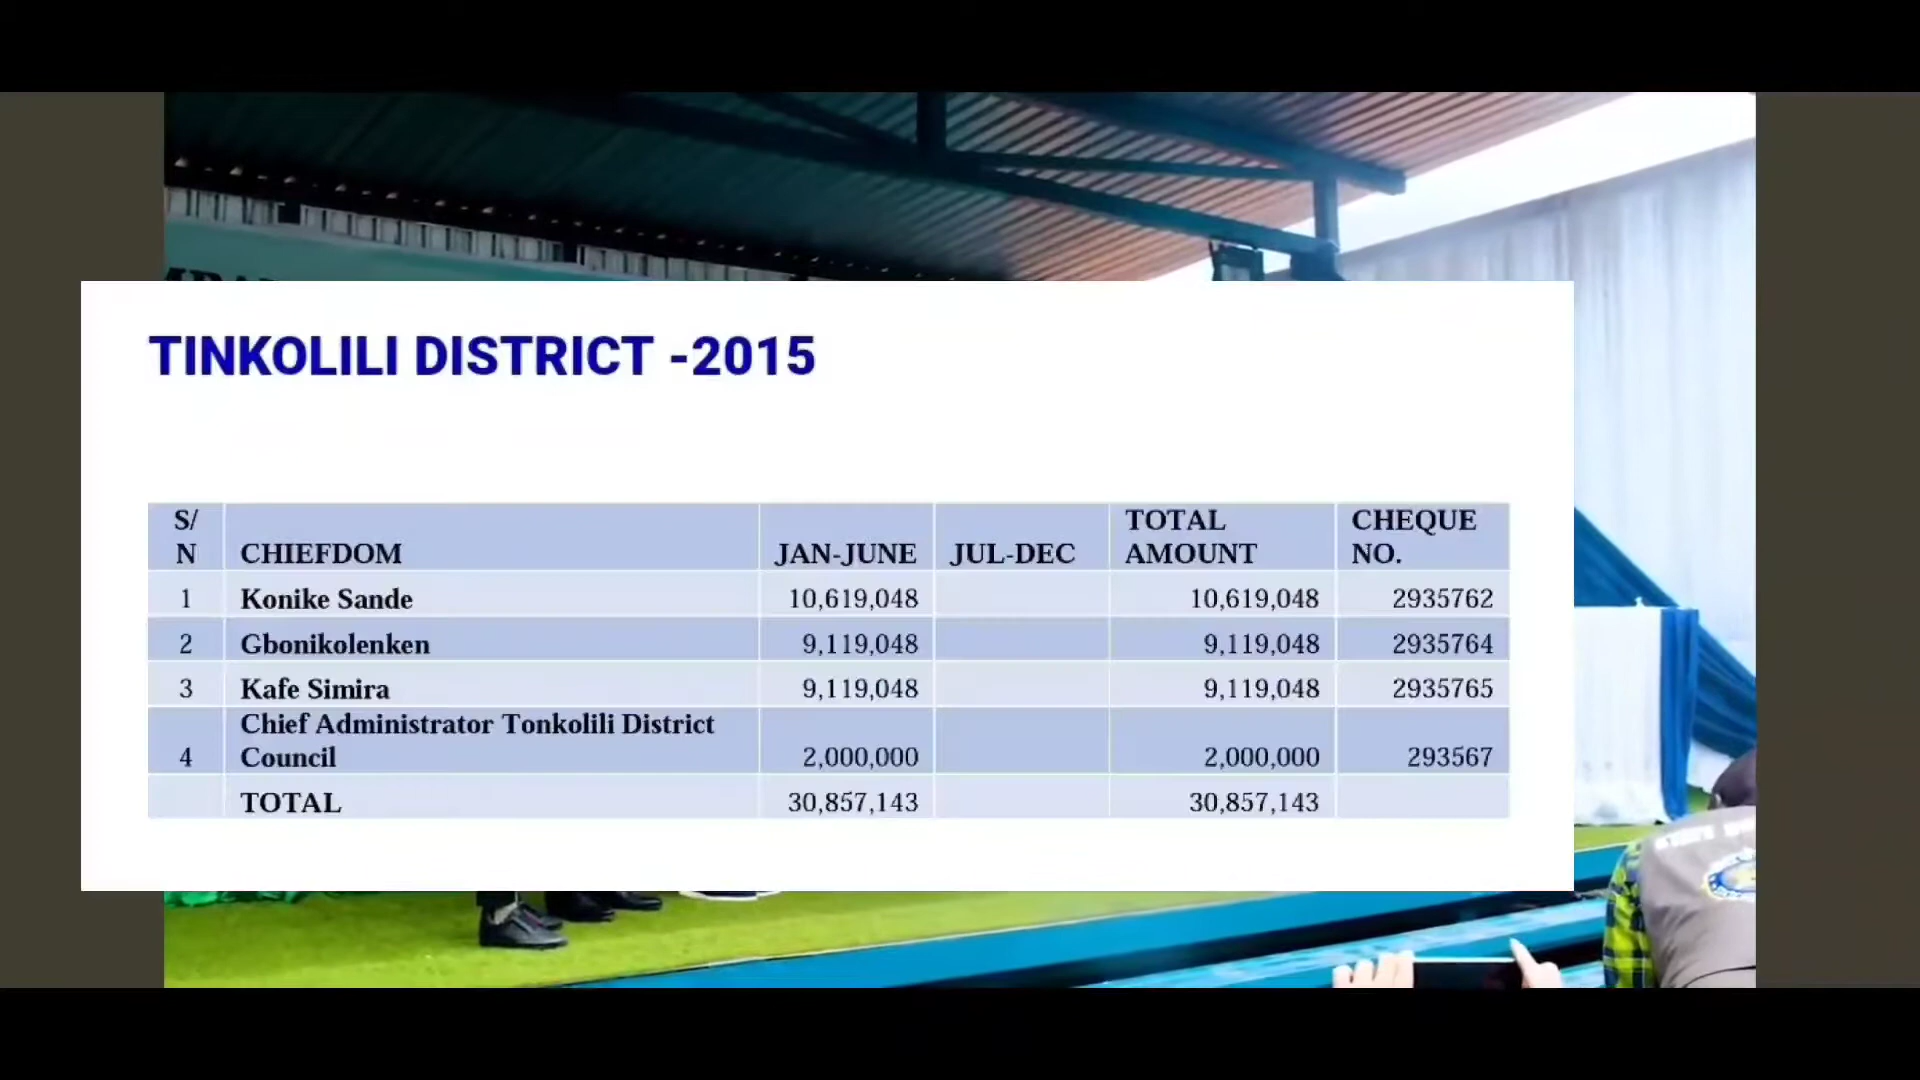 TINKOLILI DISTRICT -2015
S/
N CHIEFDOM JAN-JUNE JUL-DEC TOTAL AMOUNT CHEQUE NO.
1 Konike Sande 10,619,048 10,619,048 2935762
2 Gbonikolenken 9,119,048 9,119,048 2935764
3 Kafe Simira 9,119,048 9,119,048 2935765
Chief Administrator Tonkolili District
4 Council 2,000,000 2,000,000 293567
TOTAL 30,857,143 30,857,143